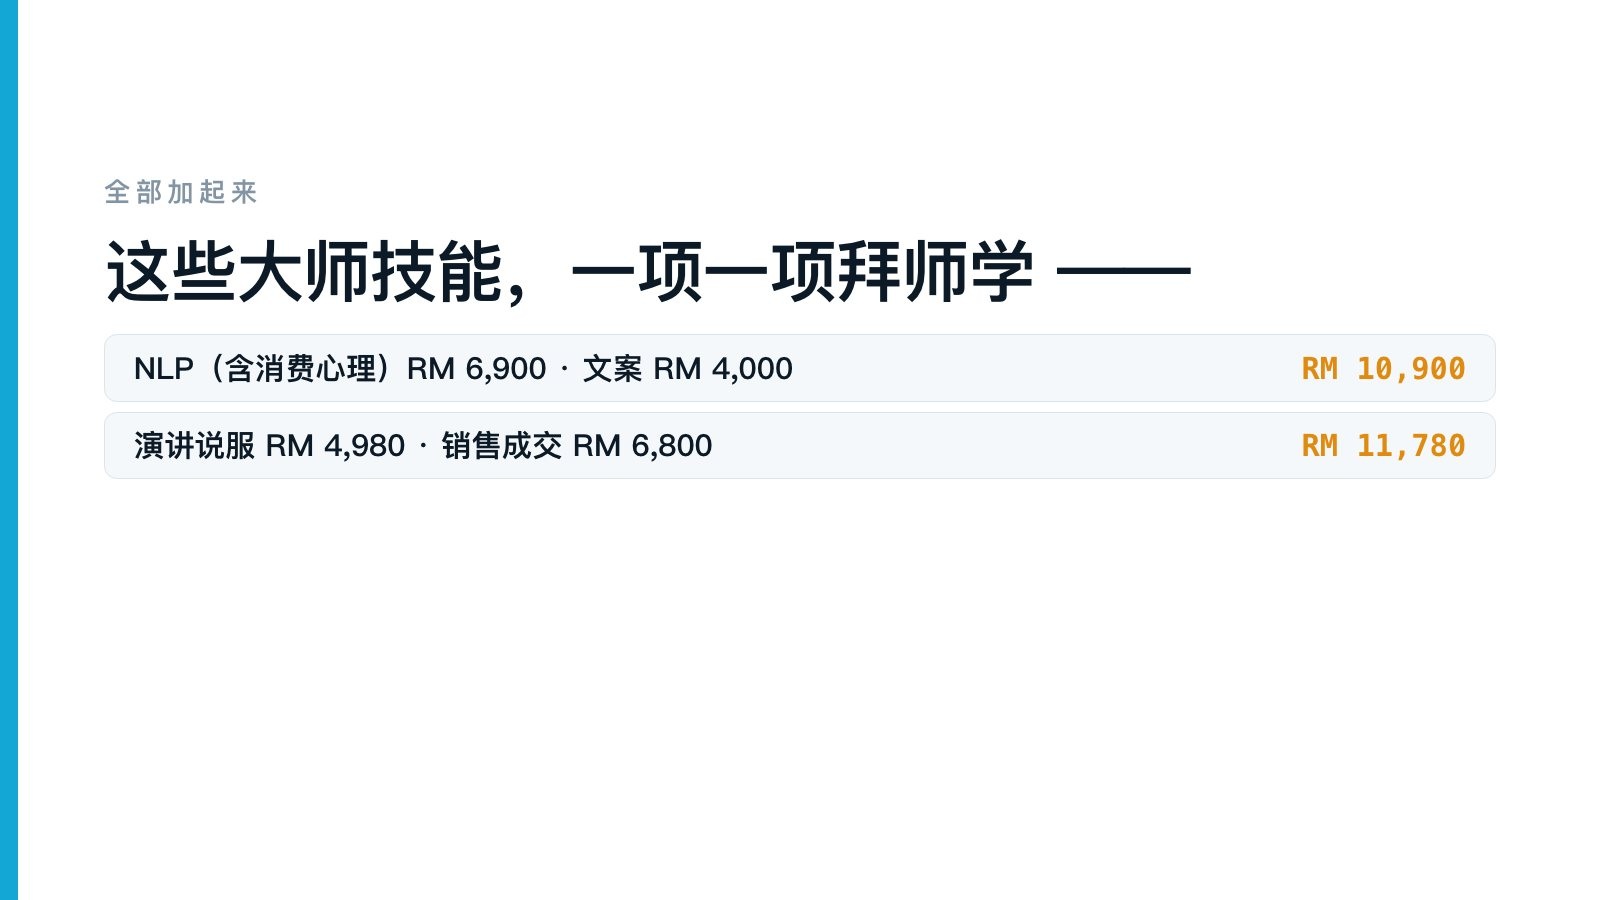 全部加起来
这些大师技能，一项一项拜师学 ——
NLP（含消费心理）RM 6,900 · 文案 RM 4,000 RM 10,900
演讲说服 RM 4,980 · 销售成交 RM 6,800 RM 11,780